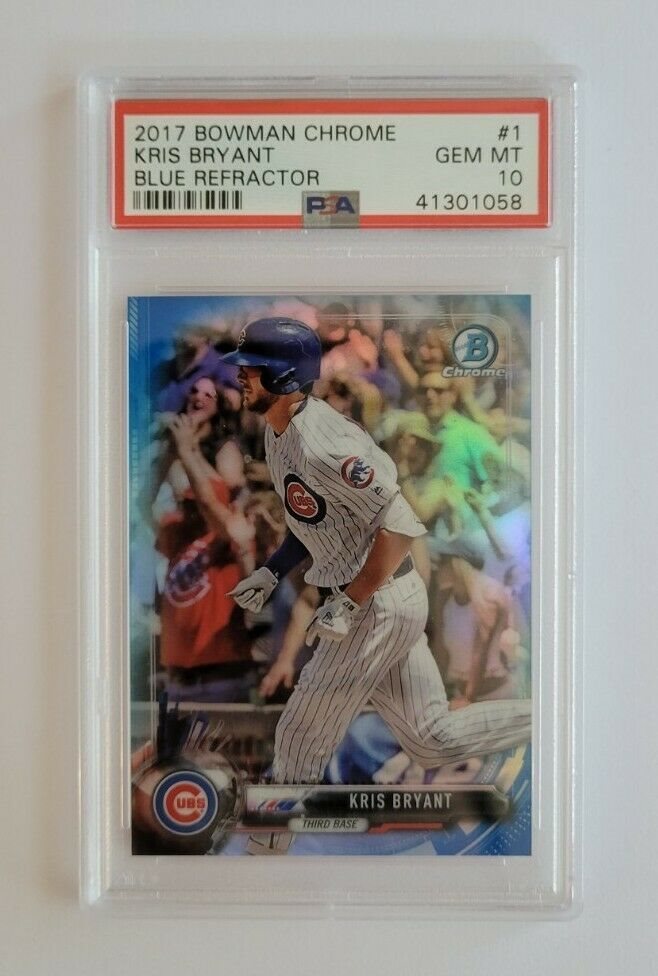 2017 BOWMAN CHROME #1
KRIS BRYANT GEM MT
BLUE REFRACTOR 10
PSA 41301058
B
Chrome
CUBS
CUBS
KRIS BRYANT
THIRD BASE